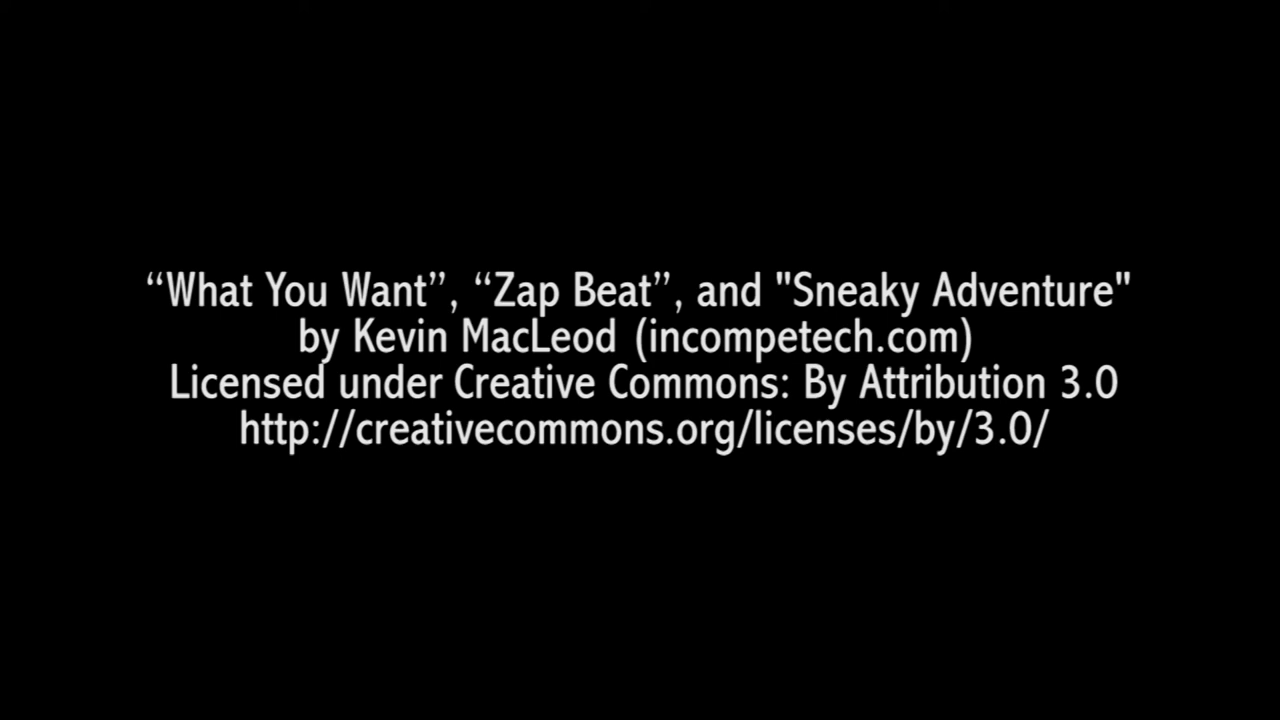 “What You Want”, “Zap Beat”, and "Sneaky Adventure"
by Kevin MacLeod (incompetech.com)
Licensed under Creative Commons: By Attribution 3.0
http://creativecommons.org/licenses/by/3.0/